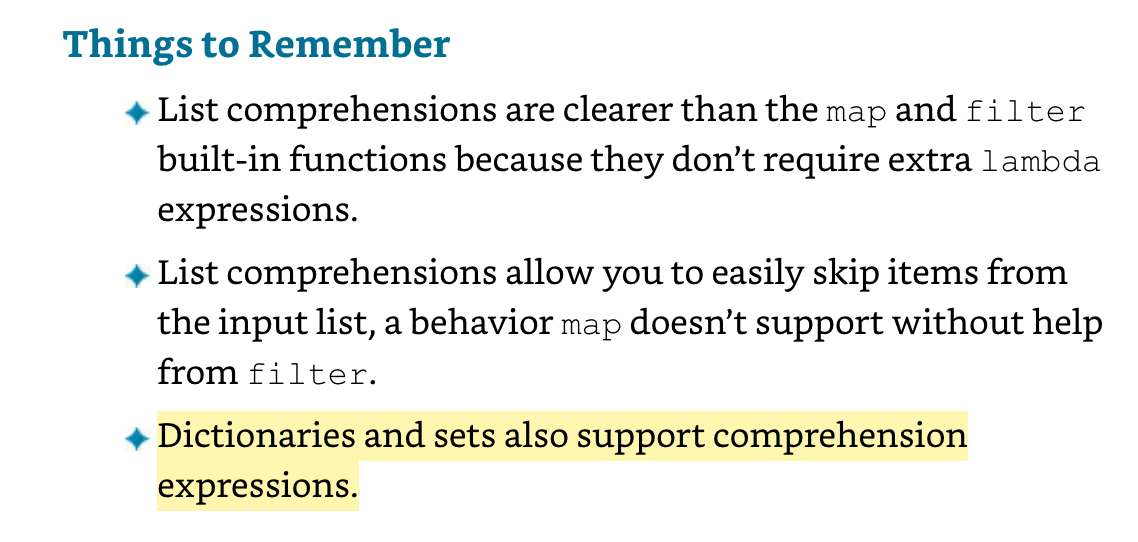 Things to Remember
List comprehensions are clearer than the map and filter
built-in functions because they don’t require extra lambda
expressions.
List comprehensions allow you to easily skip items from
the input list, a behavior map doesn’t support without help
from filter.
Dictionaries and sets also support comprehension
expressions.